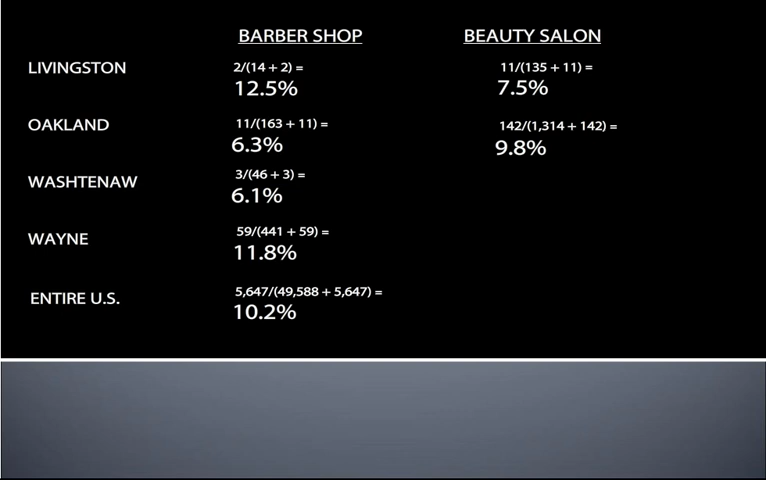 BARBER SHOP BEAUTY SALON
LIVINGSTON 2/(14 + 2) = 11/(135 + 11) =
12.5% 7.5%
OAKLAND 11/(163 + 11) = 142/(1,314 + 142) =
6.3% 9.8%
WASHTENAW 3/(46 + 3) =
6.1%
WAYNE 59/(441 + 59) =
11.8%
ENTIRE U.S. 5,647/(49,588 + 5,647) =
10.2%